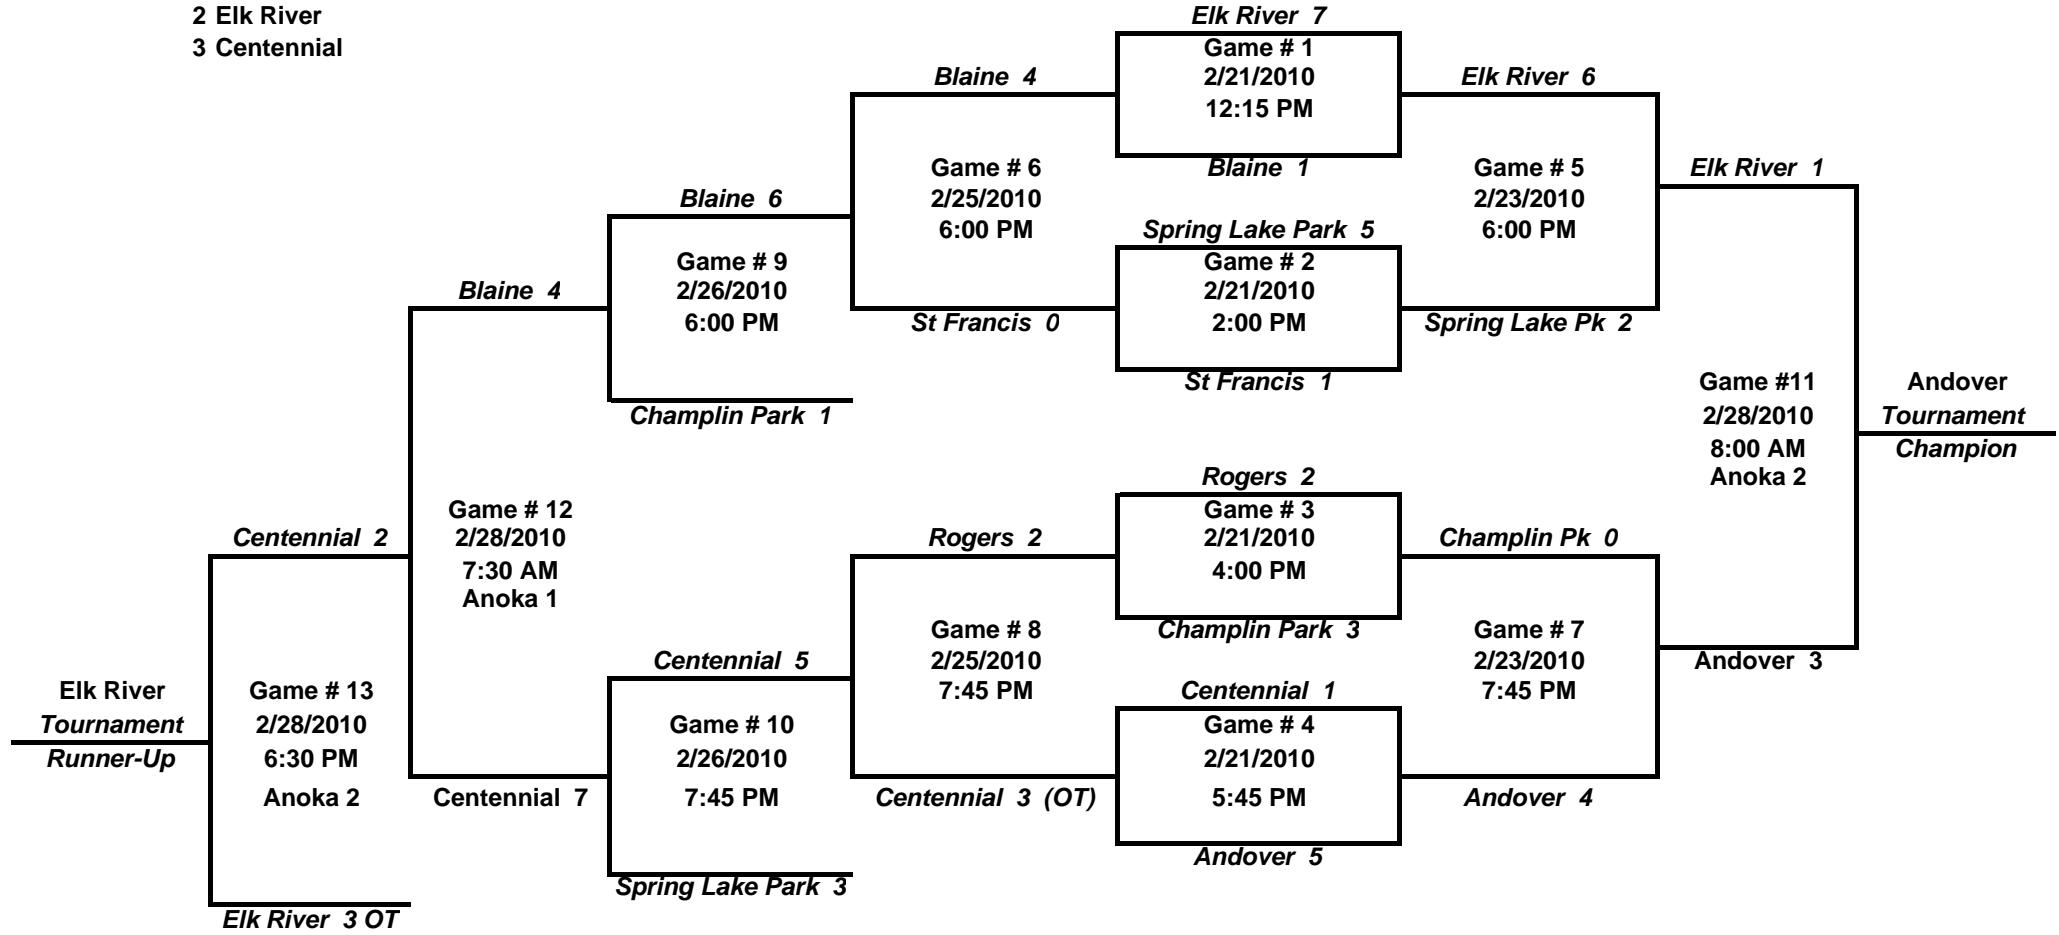 2 Elk River
3 Centennial
Elk River 7
Game # 1
2/21/2010
12:15 PM
Blaine 1
Blaine 4
Elk River 6
Game # 6
2/25/2010
6:00 PM
Game # 5
2/23/2010
6:00 PM
Elk River 1
Blaine 6
Spring Lake Park 5
Game # 2
2/21/2010
2:00 PM
St Francis 1
Game # 9
2/26/2010
6:00 PM
Blaine 4
St Francis 0
Spring Lake Pk 2
Champlin Park 1
Game #11
2/28/2010
8:00 AM
Anoka 2
Andover
Tournament
Champion
Rogers 2
Game # 3
2/21/2010
4:00 PM
Champlin Park 3
Game # 12
2/28/2010
7:30 AM
Anoka 1
Centennial 2
Rogers 2
Champlin Pk 0
Game # 8
2/25/2010
7:45 PM
Game # 7
2/23/2010
7:45 PM
Andover 3
Centennial 5
Elk River
Tournament
Runner-Up
Game # 13
2/28/2010
6:30 PM
Anoka 2
Game # 10
2/26/2010
7:45 PM
Centennial 1
Game # 4
2/21/2010
5:45 PM
Andover 5
Centennial 7
Centennial 3 (OT)
Andover 4
Spring Lake Park 3
Elk River 3 OT